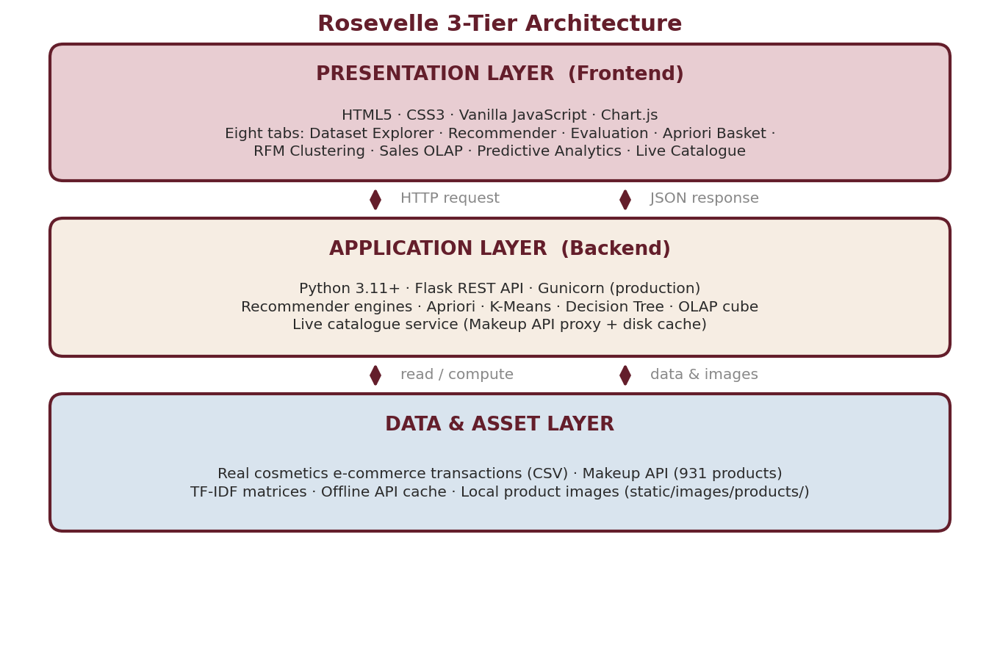 Rosevelle 3-Tier Architecture
PRESENTATION LAYER (Frontend)
HTML5 · CSS3 · Vanilla JavaScript · Chart.js
Eight tabs: Dataset Explorer · Recommender · Evaluation · Apriori Basket ·
RFM Clustering · Sales OLAP · Predictive Analytics · Live Catalogue
HTTP request
JSON response
APPLICATION LAYER (Backend)
Python 3.11+ · Flask REST API · Gunicorn (production)
Recommender engines · Apriori · K-Means · Decision Tree · OLAP cube
Live catalogue service (Makeup API proxy + disk cache)
read / compute
data & images
DATA & ASSET LAYER
Real cosmetics e-commerce transactions (CSV) · Makeup API (931 products)
TF-IDF matrices · Offline API cache · Local product images (static/images/products/)